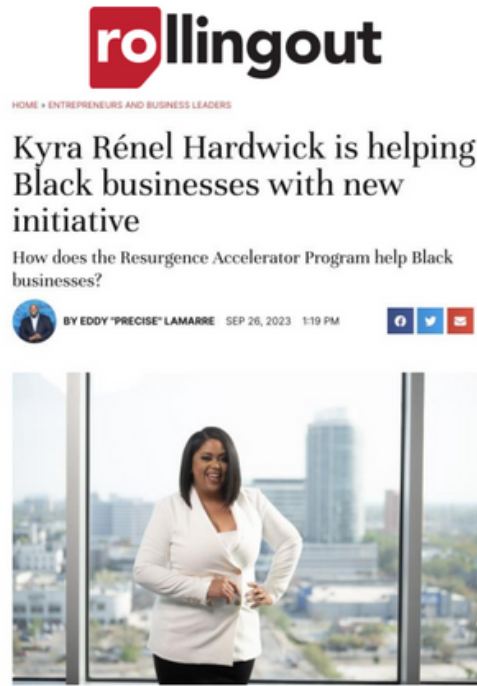 rollingout
HOME » ENTREPRENEURS AND BUSINESS LEADERS
Kyra Rénel Hardwick is helping
Black businesses with new
initiative
How does the Resurgence Accelerator Program help Black
businesses?
BY EDDY "PRECISE" LAMARRE SEP 26, 2023 1:19 PM